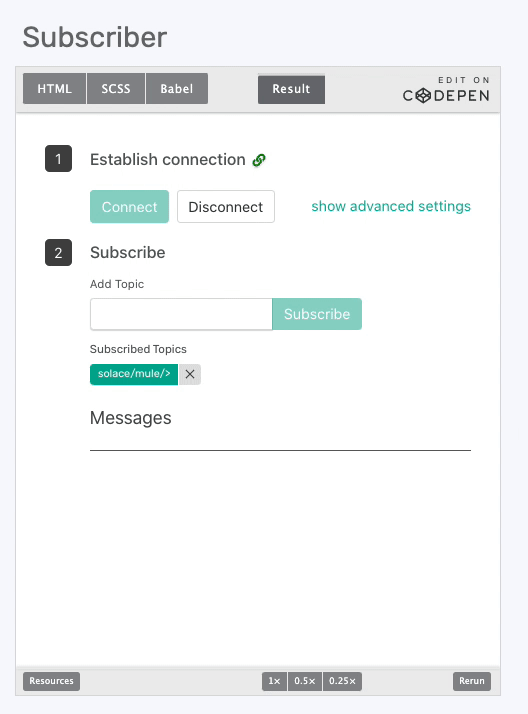 Subscriber
HTML SCSS Babel Result EDIT ON
CODEPEN
1 Establish connection
Connect Disconnect show advanced settings
2 Subscribe
Add Topic
Subscribe
Subscribed Topics
solace/mule/> ×
Messages
Resources 1× 0.5× 0.25× Rerun